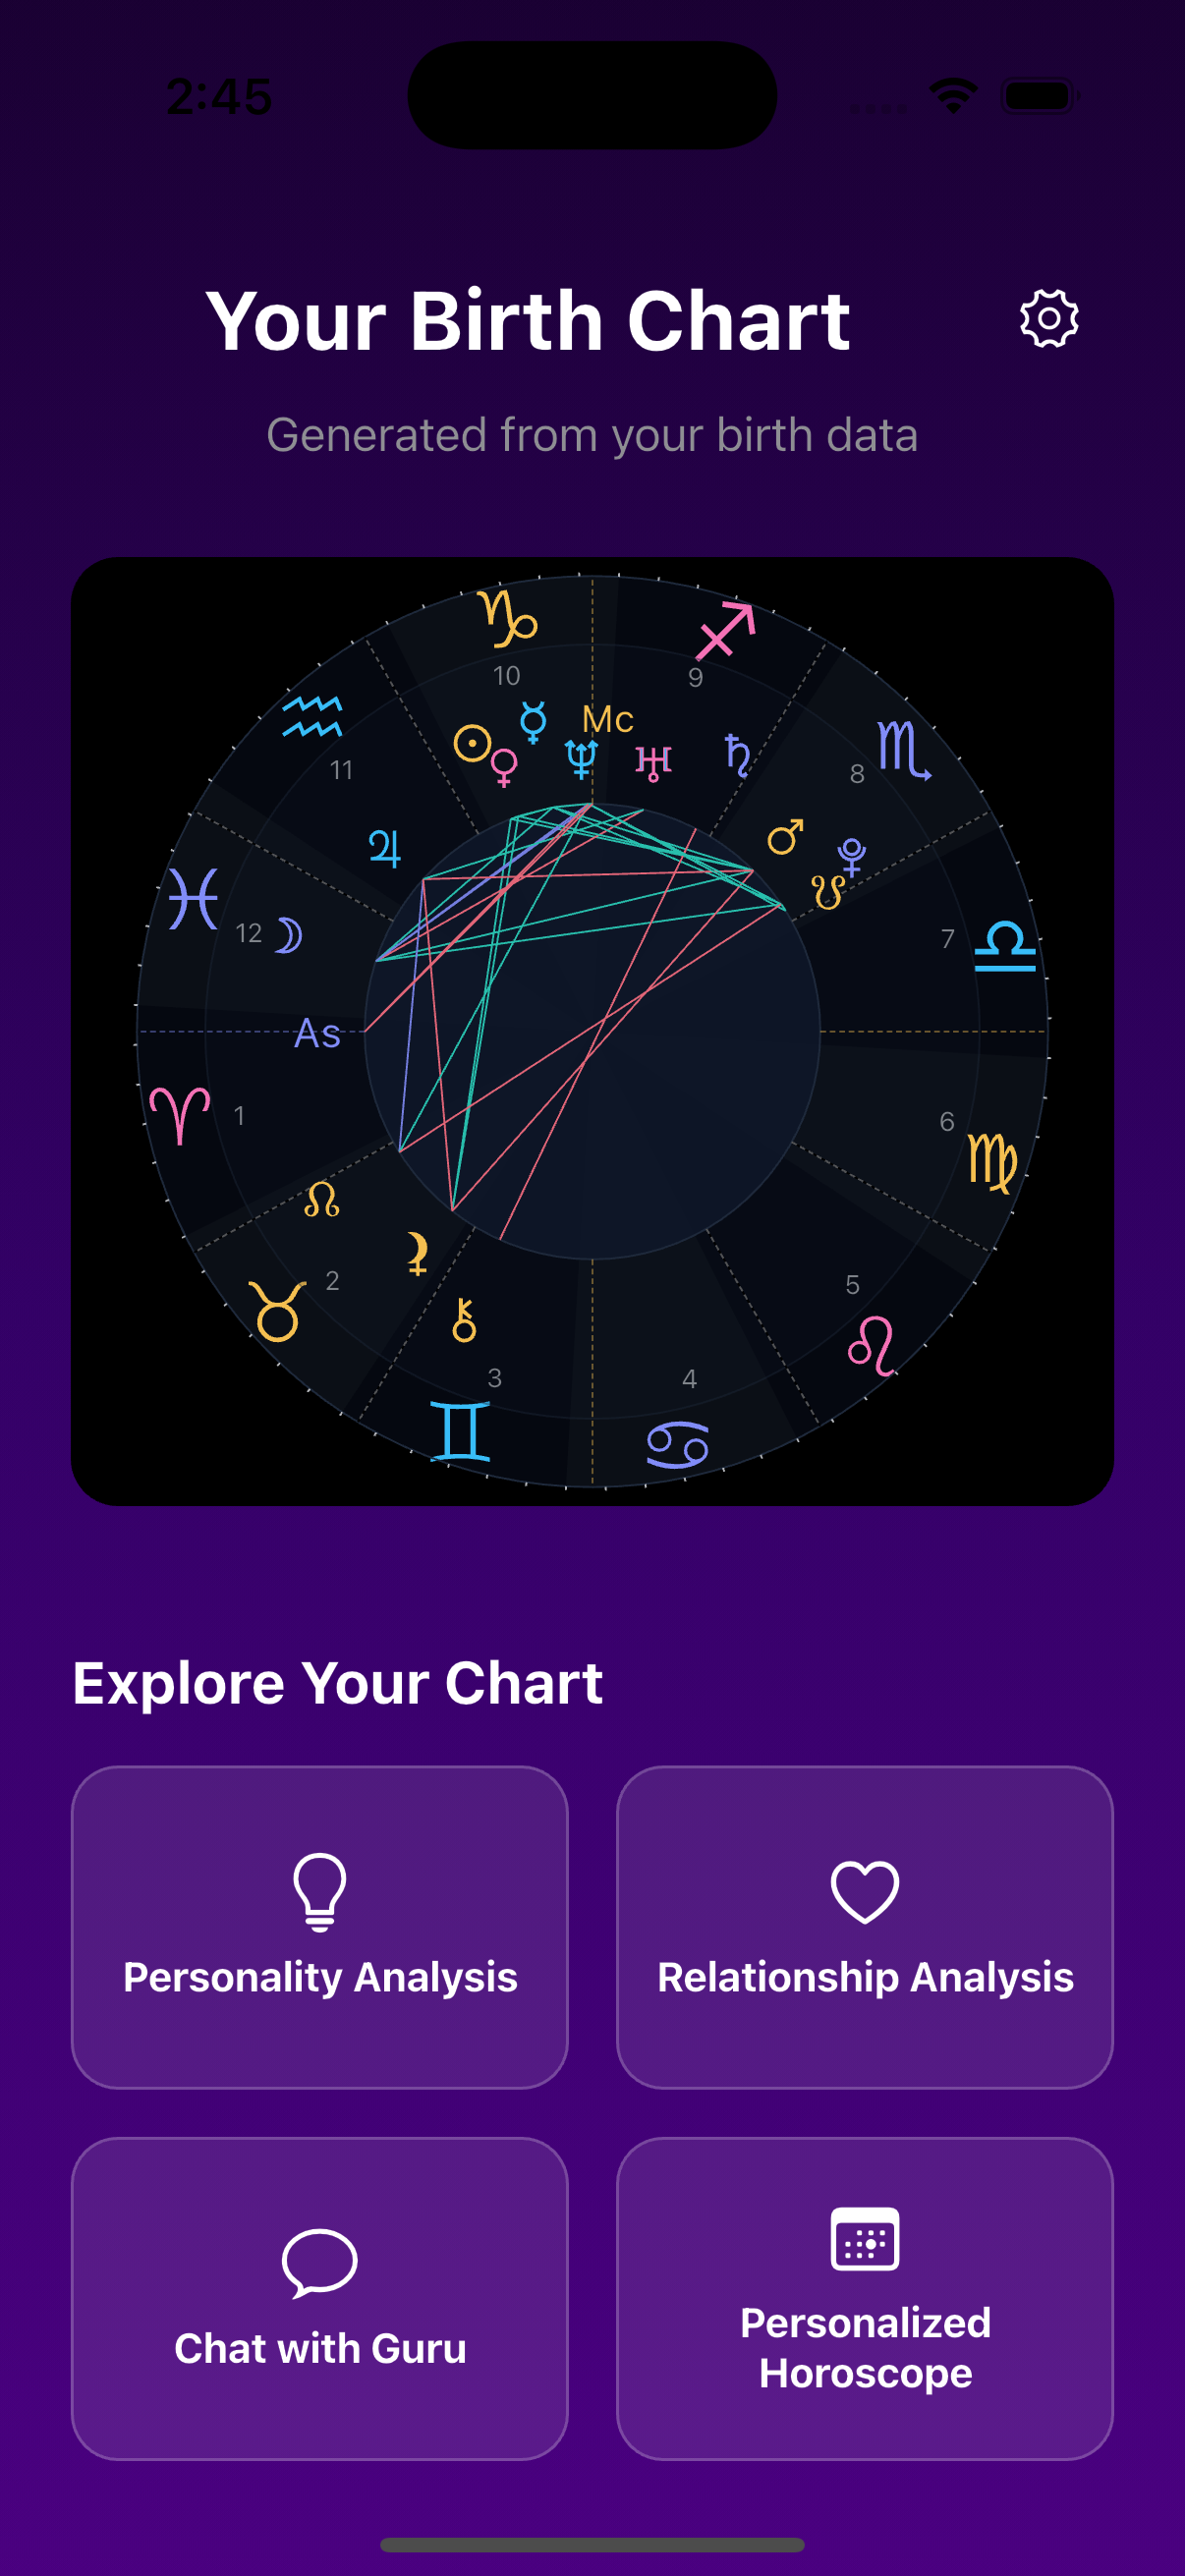 2:45
Your Birth Chart
Generated from your birth data
♑ ♐
10 9
☉ ♀ ☿ ♆ Mc ♅ ♄
♒ ♏
11 8
♃ ♂ ♇ ☋
♓ 12 ☽ 7 ♎
As
♈ 1 6 ♍
☊
♉ 2 ⚸ 5 ♌
⚷
3 4
♊ ♋
Explore Your Chart
Personality Analysis
Relationship Analysis
Chat with Guru
Personalized
Horoscope